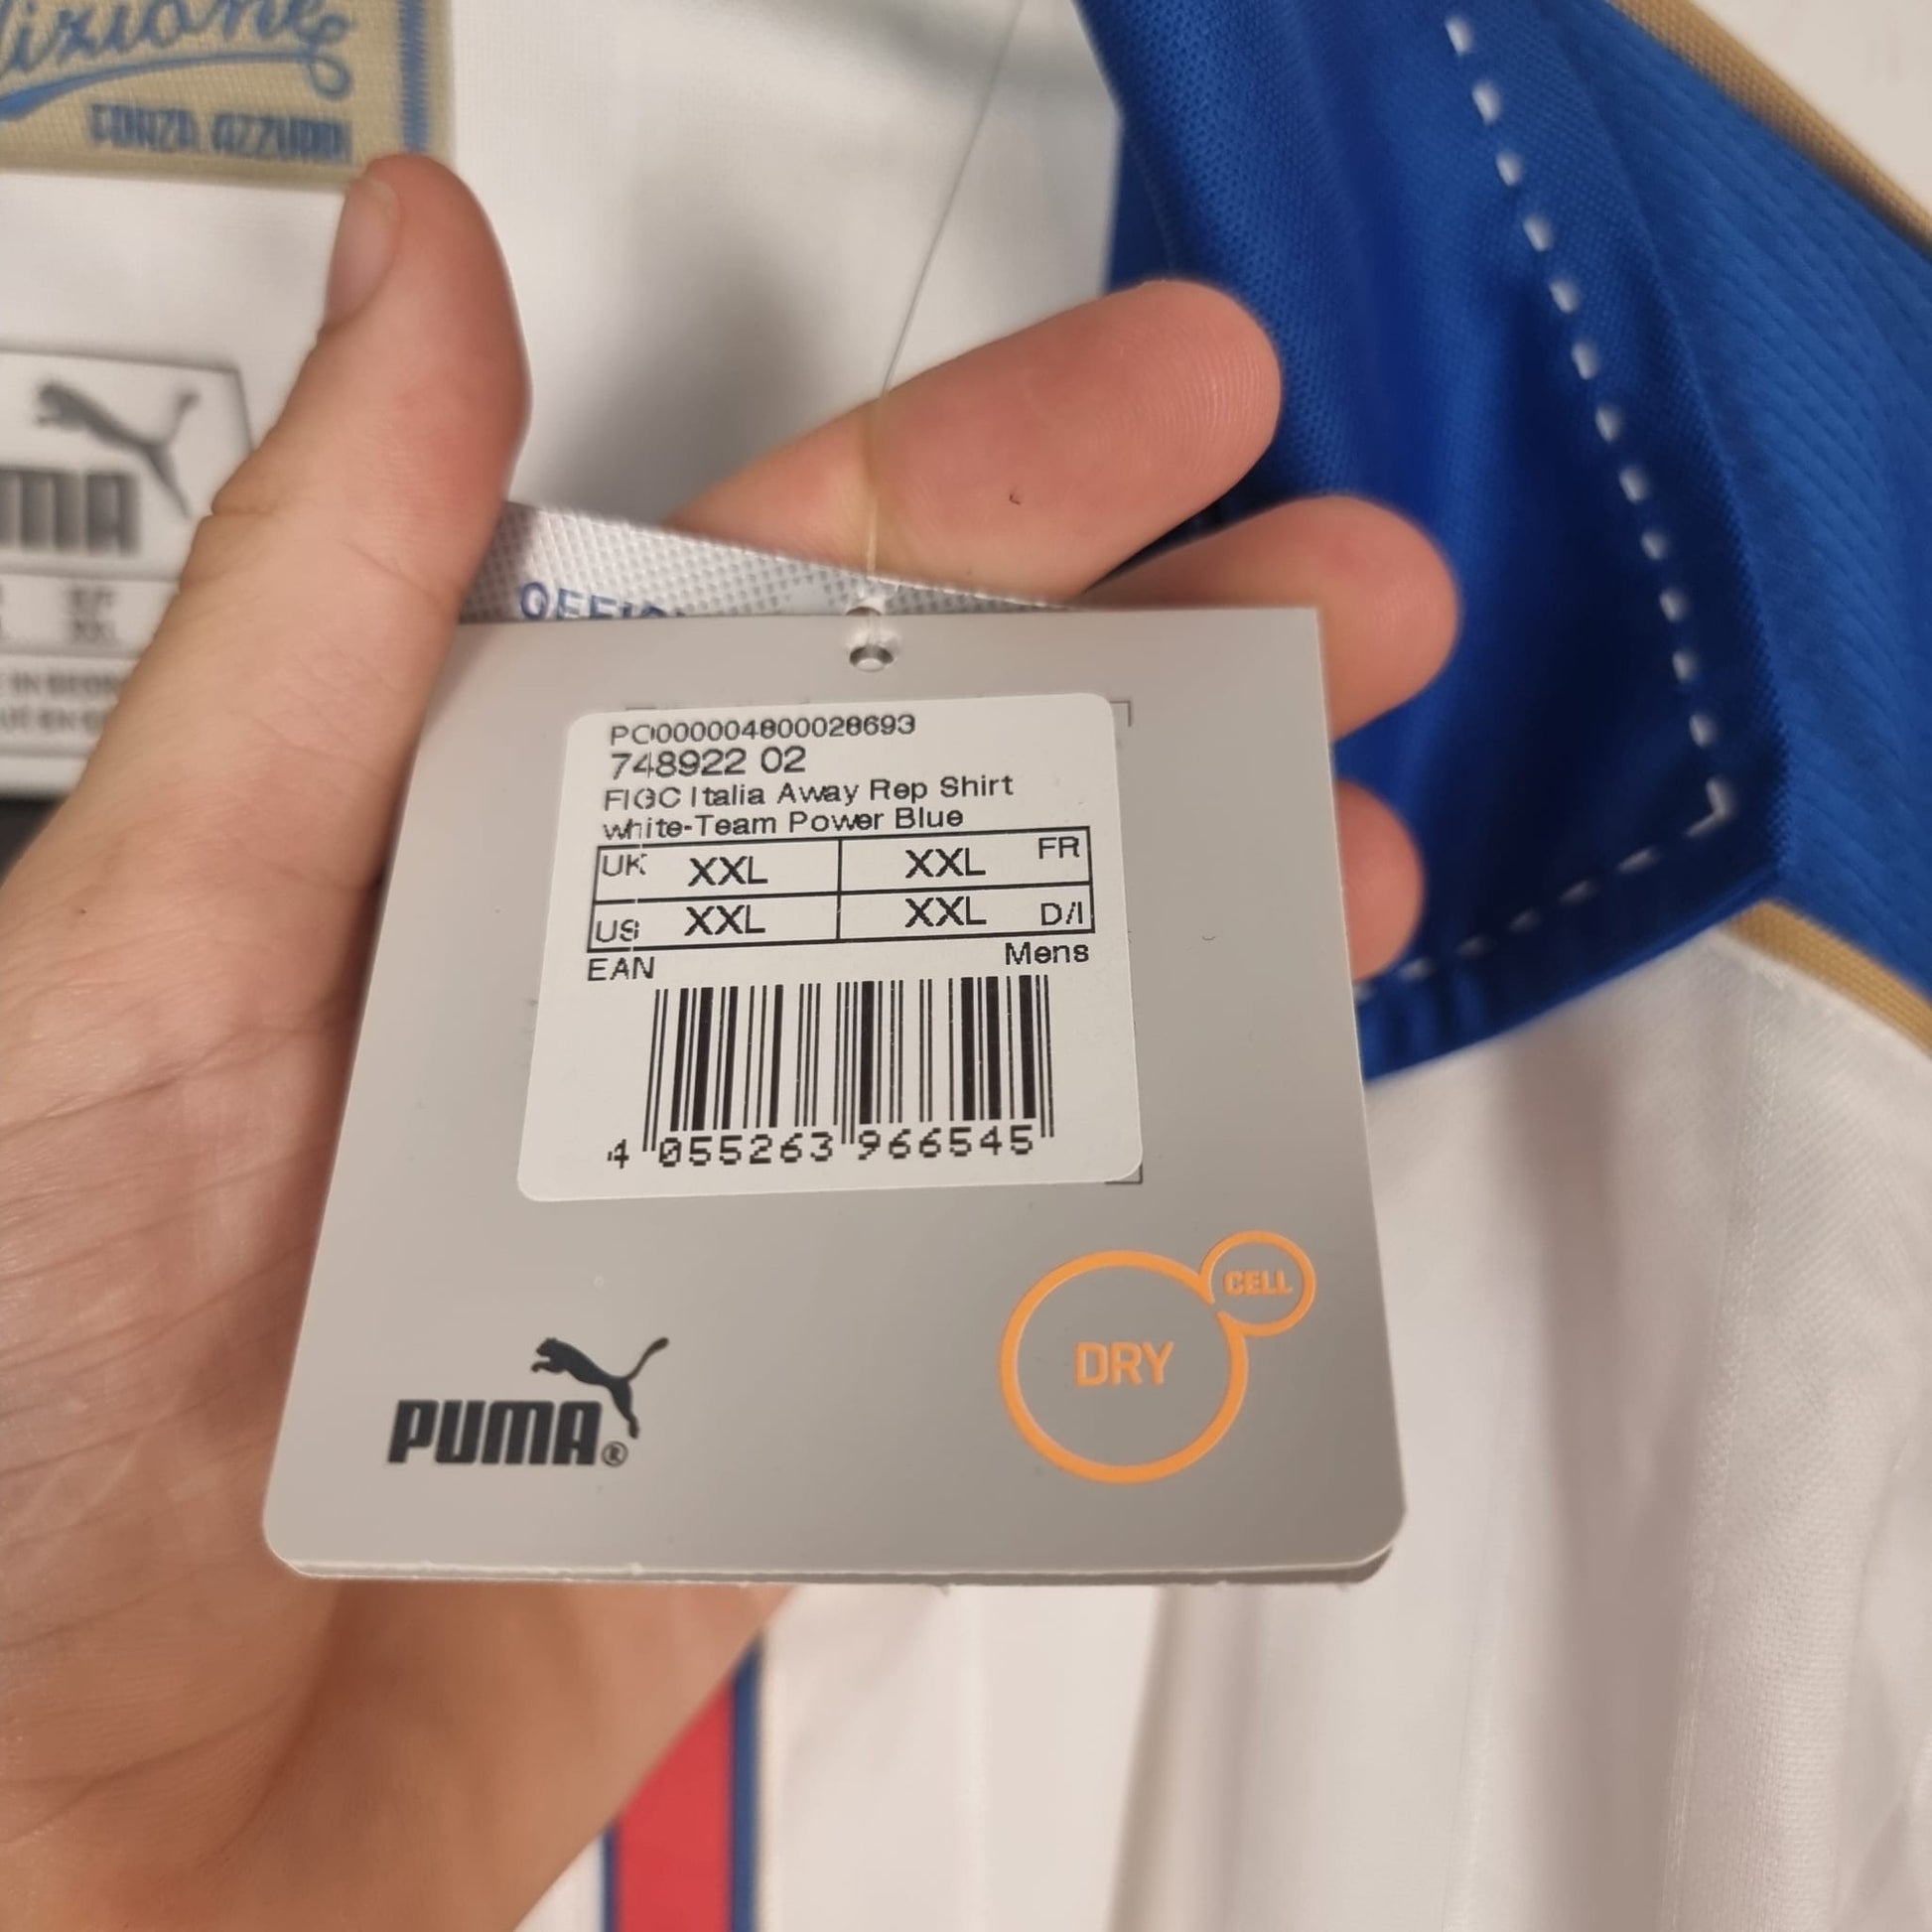 FORZA AZZURRI
PUMA
OFFICI
PO000004800028693
748922 02
FIGC Italia Away Rep Shirt
white-Team Power Blue
UK XXL XXL FR
US XXL XXL D/I
EAN Mens
4 055263 966545
CELL
DRY
PUMA®